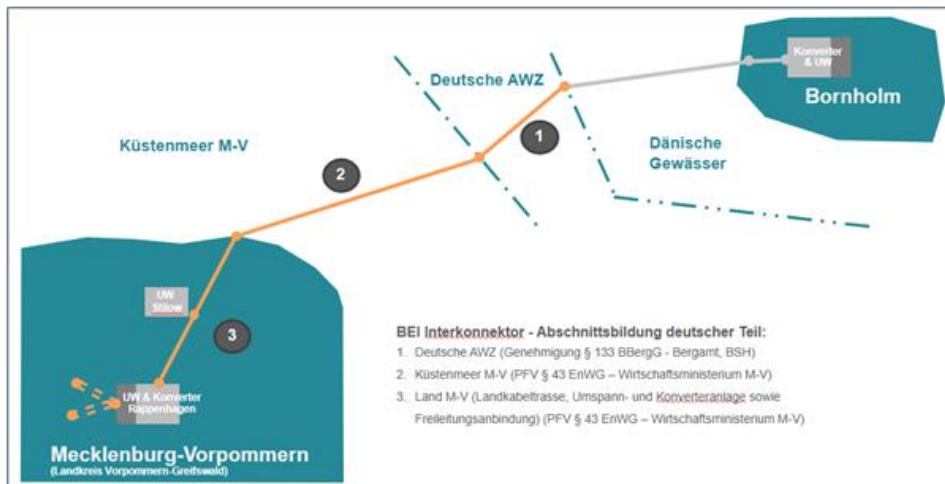 Konverter
& UW
Bornholm
Deutsche AWZ
1
Küstenmeer M-V
Dänische
Gewässer
2
UW
Stilow
3
UW & Konverter
Rappenhagen
Mecklenburg-Vorpommern
(Landkreis Vorpommern-Greifswald)
BEI Interkonnektor - Abschnittsbildung deutscher Teil:
1. Deutsche AWZ (Genehmigung § 133 BBergG - Bergamt, BSH)
2. Küstenmeer M-V (PFV § 43 EnWG – Wirtschaftsministerium M-V)
3. Land M-V (Landkabeltrasse, Umspann- und Konverteranlage sowie
Freileitungsanbindung) (PFV § 43 EnWG – Wirtschaftsministerium M-V)